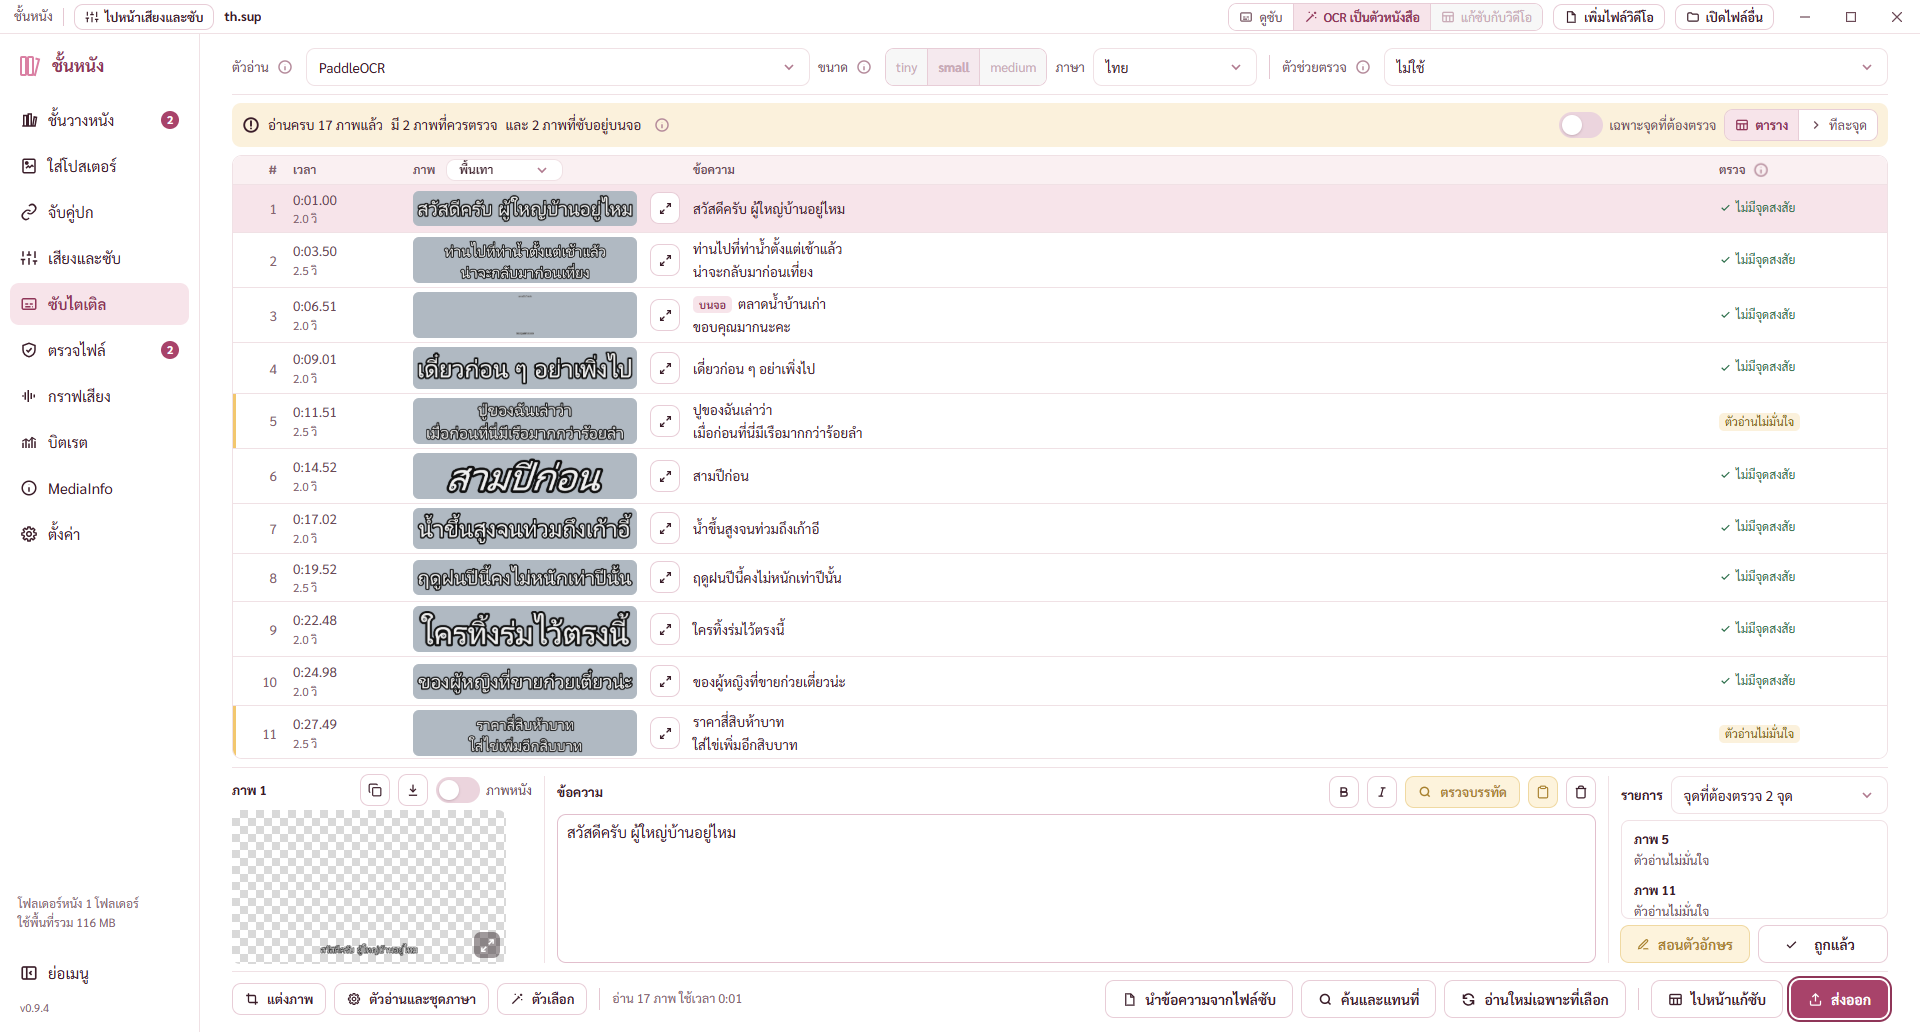 ชั้นหนัง
ไปหน้าเสียงและซับ
th.sup
ดูซับ
OCR เป็นตัวหนังสือ
แก้ซับกับวิดีโอ
เพิ่มไฟล์วิดีโอ
เปิดไฟล์อื่น
ชั้นหนัง
ชั้นวางหนัง 2
ใส่โปสเตอร์
จับคู่ปก
เสียงและซับ
ซับไตเติล
ตรวจไฟล์ 2
กราฟเสียง
บิตเรต
MediaInfo
ตั้งค่า
โฟลเดอร์หนัง 1 โฟลเดอร์
ใช้พื้นที่รวม 116 MB
ย่อเมนู
v0.9.4
ตัวอ่าน PaddleOCR ขนาด tiny small medium ภาษา ไทย ตัวช่วยตรวจ ไม่ใช้
อ่านครบ 17 ภาพแล้ว มี 2 ภาพที่ควรตรวจ และ 2 ภาพที่ซับอยู่บนจอ
เฉพาะจุดที่ต้องตรวจ ตาราง ทีละจุด
# เวลา ภาพ พื้นเทา ข้อความ ตรวจ
1 0:01.00 สวัสดีครับ ผู้ใหญ่บ้านอยู่ไหม สวัสดีครับ ผู้ใหญ่บ้านอยู่ไหม ไม่มีจุดสงสัย
2.0 วิ
2 0:03.50 ท่านไปที่ท่าน้ำตั้งแต่เช้าแล้ว ท่านไปที่ท่าน้ำตั้งแต่เช้าแล้ว ไม่มีจุดสงสัย
2.5 วิ น่าจะกลับมาก่อนเที่ยง น่าจะกลับมาก่อนเที่ยง
3 0:06.51 บนจอ ตลาดน้ำบ้านเก่า ไม่มีจุดสงสัย
2.0 วิ ขอบคุณมากนะคะ
4 0:09.01 เดี๋ยวก่อน ๆ อย่าเพิ่งไป เดี่ยวก่อน ๆ อย่าเพิ่งไป ไม่มีจุดสงสัย
2.0 วิ
5 0:11.51 ปู่ของฉันเล่าว่า ปูของฉันเล่าว่า ตัวอ่านไม่มั่นใจ
2.5 วิ เมื่อก่อนที่นี่มีเรือมากกว่าร้อยลำ เมื่อก่อนที่นี่มีเรือมากกว่าร้อยลำ
6 0:14.52 สามปีก่อน สามปีก่อน ไม่มีจุดสงสัย
2.0 วิ
7 0:17.02 น้ำขึ้นสูงจนท่วมถึงเก้าอี้ น้ำขึ้นสูงจนท่วมถึงเก้าอี ไม่มีจุดสงสัย
2.0 วิ
8 0:19.52 ฤดูฝนปีนี้คงไม่หนักเท่าปีนั้น ฤดูฝนปีนี้คงไม่หนักเท่าปีนั้น ไม่มีจุดสงสัย
2.5 วิ
9 0:22.48 ใครทิ้งร่มไว้ตรงนี้ ใครทิ้งร่มไว้ตรงนี้ ไม่มีจุดสงสัย
2.0 วิ
10 0:24.98 ของผู้หญิงที่ขายก๋วยเตี๋ยวน่ะ ของผู้หญิงที่ขายก่วยเตี่ยวน่ะ ไม่มีจุดสงสัย
2.0 วิ
11 0:27.49 ราคาสี่สิบห้าบาท ราคาสี่สิบห้าบาท ตัวอ่านไม่มั่นใจ
2.5 วิ ใส่ไข่เพิ่มอีกสิบบาท ใส่ไข่เพิ่มอีกสิบบาท
ภาพ 1 ภาพหนัง
สวัสดีครับ ผู้ใหญ่บ้านอยู่ไหม
ข้อความ B I ตรวจบรรทัด
สวัสดีครับ ผู้ใหญ่บ้านอยู่ไหม
รายการ จุดที่ต้องตรวจ 2 จุด
ภาพ 5
ตัวอ่านไม่มั่นใจ
ภาพ 11
ตัวอ่านไม่มั่นใจ
สอนตัวอักษร ถูกแล้ว
แต่งภาพ ตัวอ่านและชุดภาษา ตัวเลือก อ่าน 17 ภาพ ใช้เวลา 0:01
นำข้อความจากไฟล์ซับ ค้นและแทนที่ อ่านใหม่เฉพาะที่เลือก ไปหน้าแก้ซับ ส่งออก